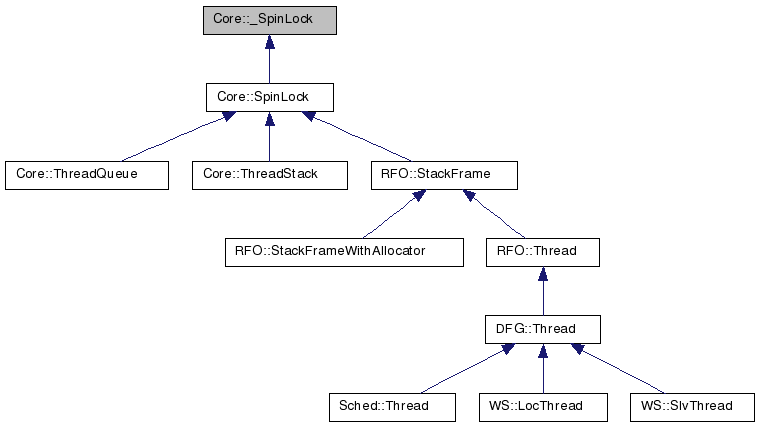 Core::_SpinLock
Core::SpinLock
Core::ThreadQueue
Core::ThreadStack
RFO::StackFrame
RFO::StackFrameWithAllocator
RFO::Thread
DFG::Thread
Sched::Thread
WS::LocThread
WS::SlvThread